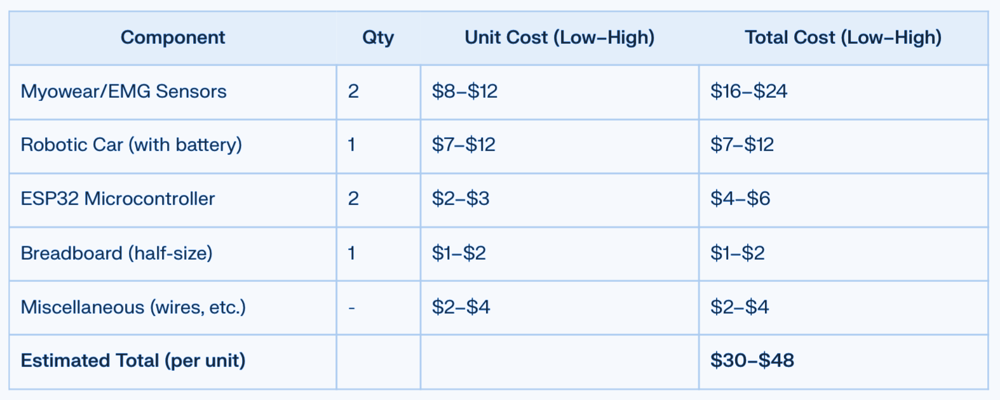 Component Qty Unit Cost (Low–High) Total Cost (Low–High)
Myowear/EMG Sensors 2 $8–$12 $16–$24
Robotic Car (with battery) 1 $7–$12 $7–$12
ESP32 Microcontroller 2 $2–$3 $4–$6
Breadboard (half-size) 1 $1–$2 $1–$2
Miscellaneous (wires, etc.) - $2–$4 $2–$4
Estimated Total (per unit) $30–$48